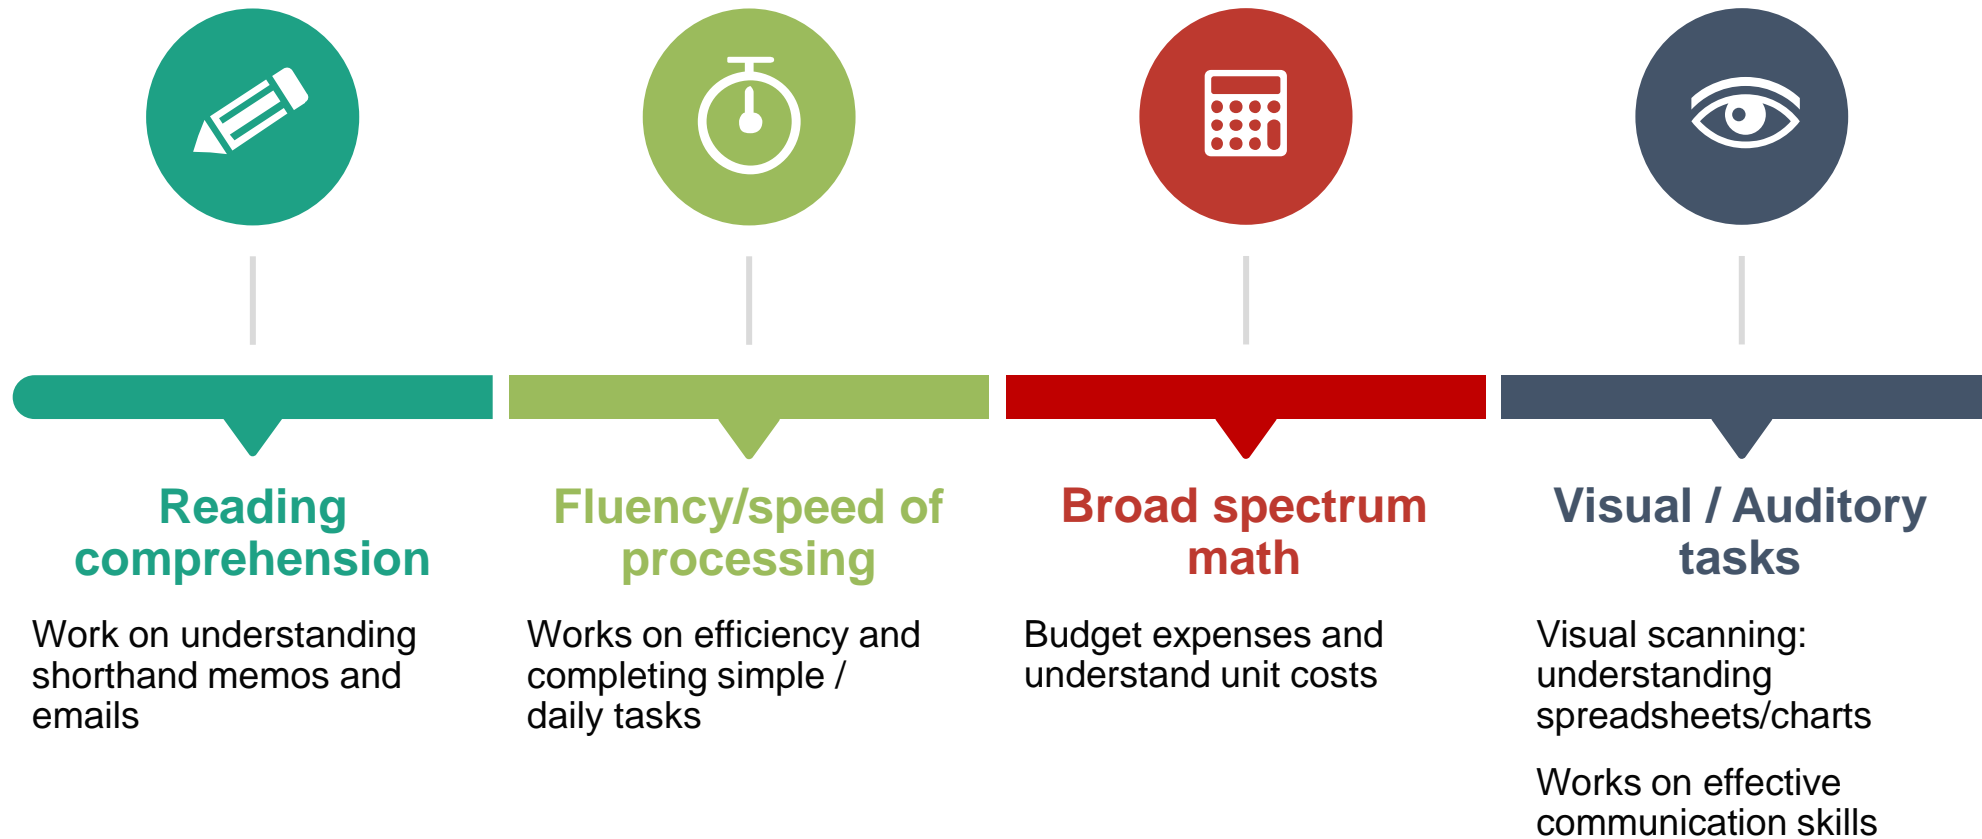 Reading
comprehension
Work on understanding
shorthand memos and
emails
Fluency/speed of
processing
Works on efficiency and
completing simple /
daily tasks
Broad spectrum
math
Budget expenses and
understand unit costs
Visual / Auditory
tasks
Visual scanning:
understanding
spreadsheets/charts
Works on effective
communication skills